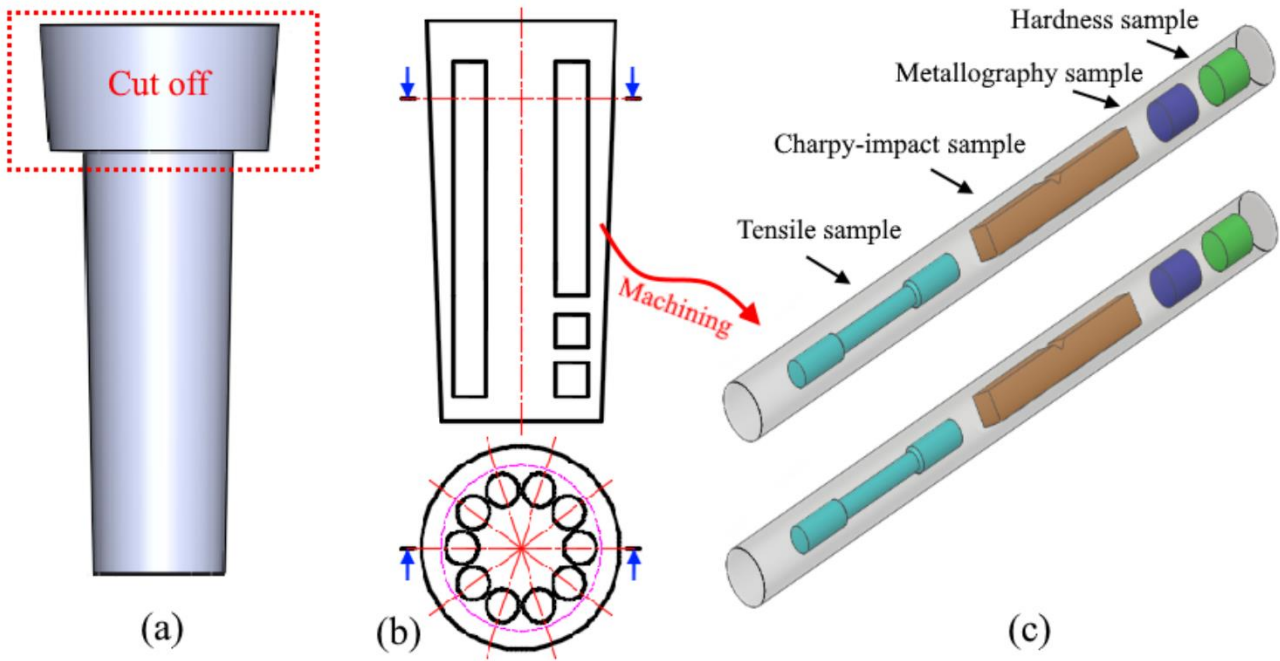 Cut off
Hardness sample
Metallography sample
Charpy-impact sample
Tensile sample
Machining
(a)
(b)
(c)